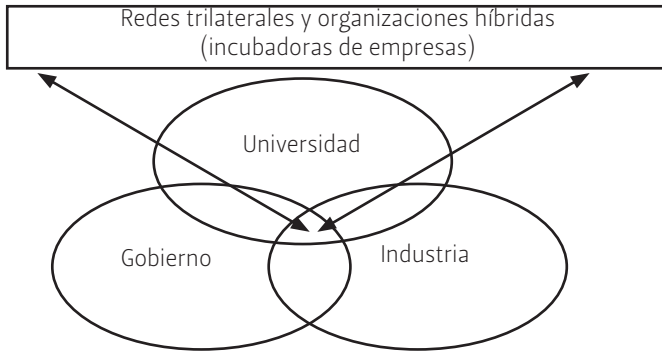 Redes trilaterales y organizaciones híbridas
(incubadoras de empresas)
Universidad
Gobierno
Industria